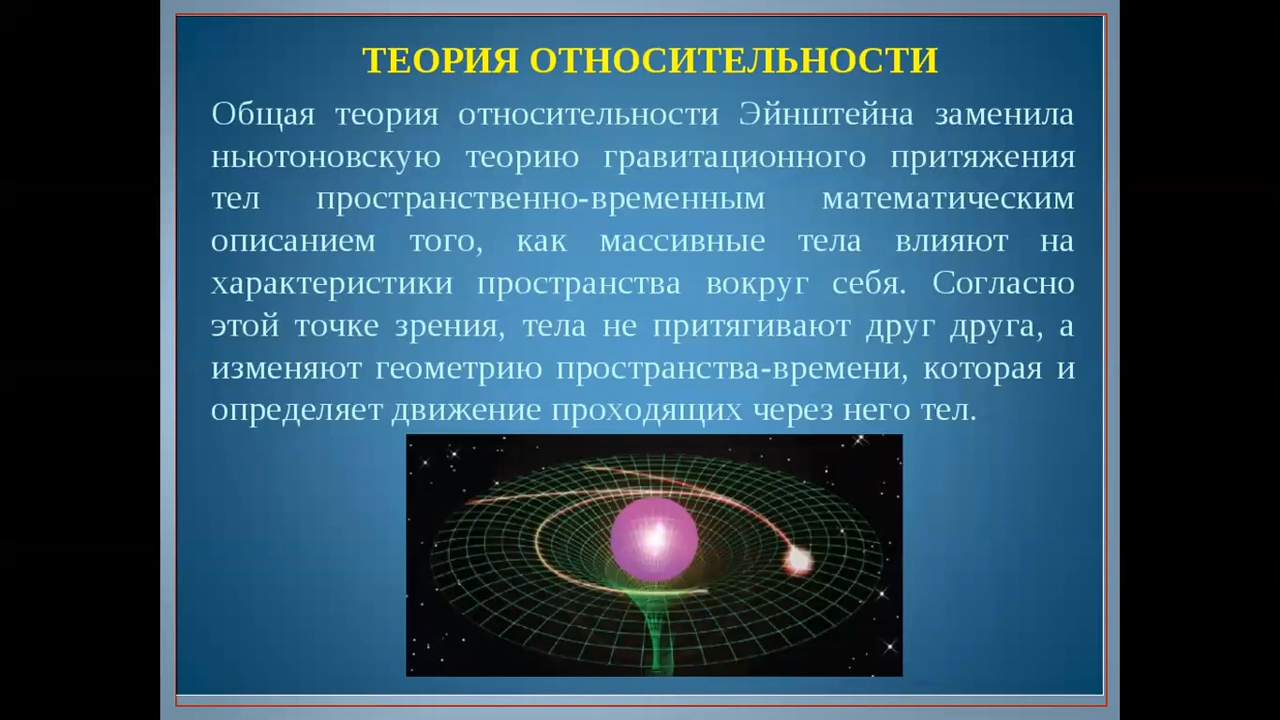 ТЕОРИЯ ОТНОСИТЕЛЬНОСТИ
Общая теория относительности Эйнштейна заменила
ньютоновскую теорию гравитационного притяжения
тел пространственно-временным математическим
описанием того, как массивные тела влияют на
характеристики пространства вокруг себя. Согласно
этой точке зрения, тела не притягивают друг друга, а
изменяют геометрию пространства-времени, которая и
определяет движение проходящих через него тел.